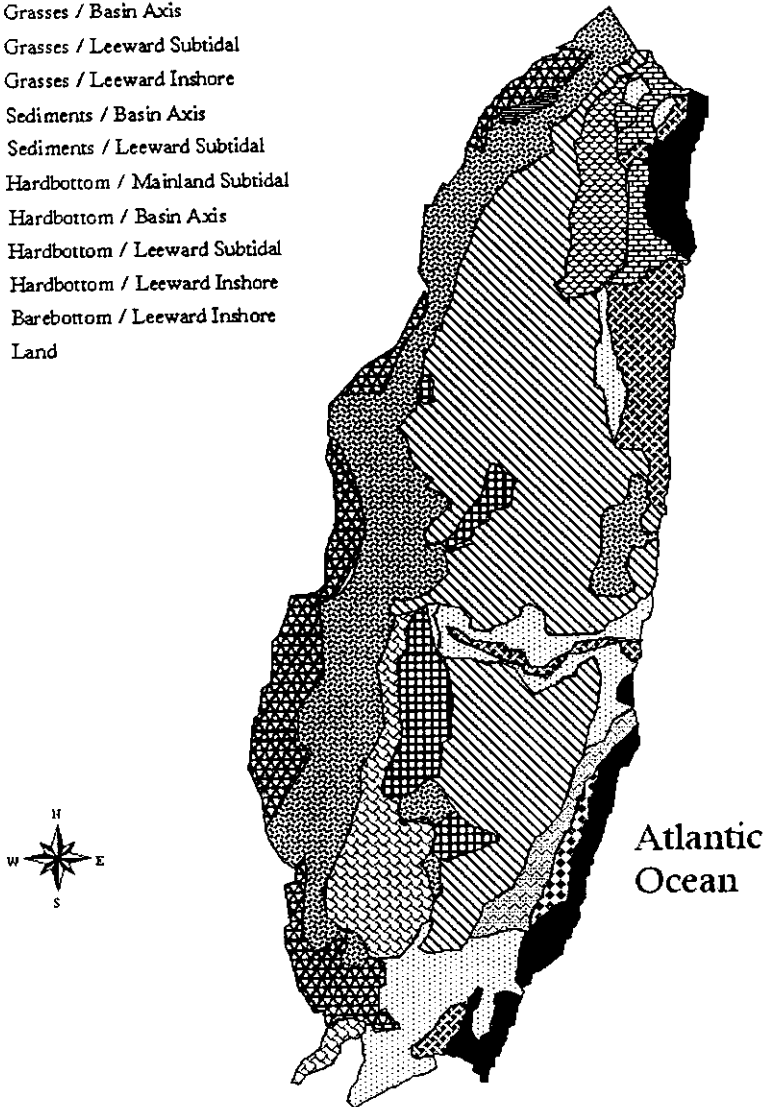 Grasses / Basin Axis
Grasses / Leeward Subtidal
Grasses / Leeward Inshore
Sediments / Basin Axis
Sediments / Leeward Subtidal
Hardbottom / Mainland Subtidal
Hardbottom / Basin Axis
Hardbottom / Leeward Subtidal
Hardbottom / Leeward Inshore
Barebottom / Leeward Inshore
Land
N
W E
S
Atlantic
Ocean